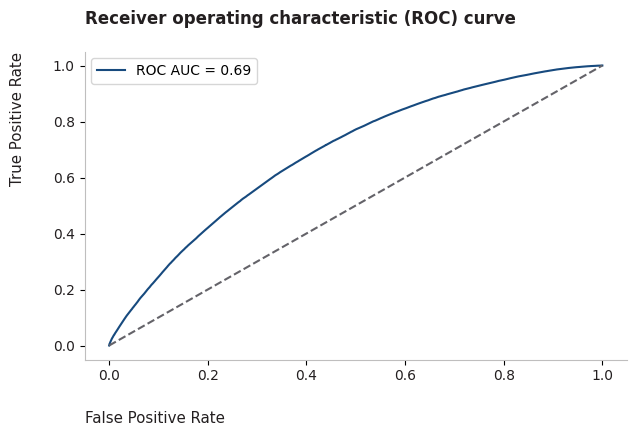 Receiver operating characteristic (ROC) curve
True Positive Rate
ROC AUC = 0.69
1.0
0.8
0.6
0.4
0.2
0.0
0.0 0.2 0.4 0.6 0.8 1.0
False Positive Rate